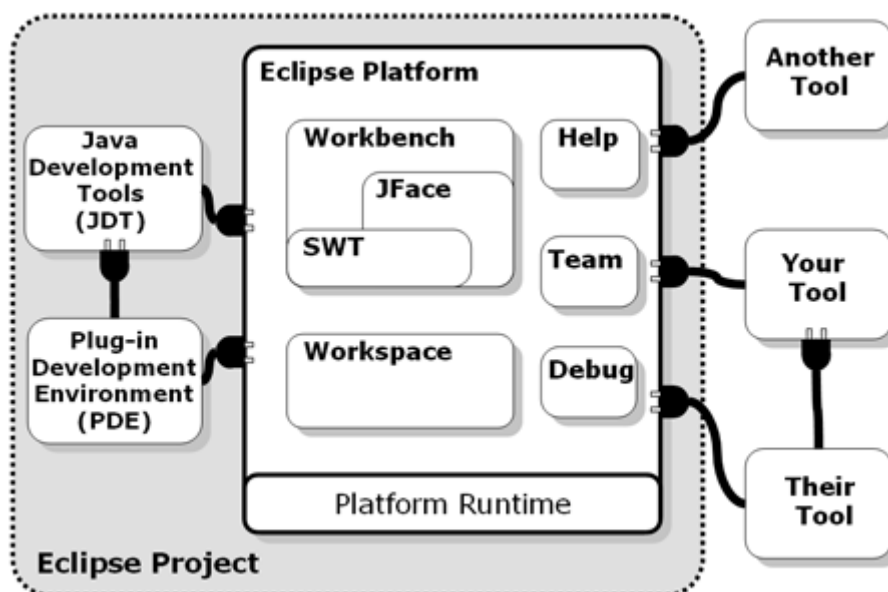 Eclipse Platform
Another
Tool
Workbench
Help
JFace
Java
Development
Tools
(JDT)
SWT
Team
Your
Tool
Workspace
Debug
Plug-in
Development
Environment
(PDE)
Their
Tool
Platform Runtime
Eclipse Project